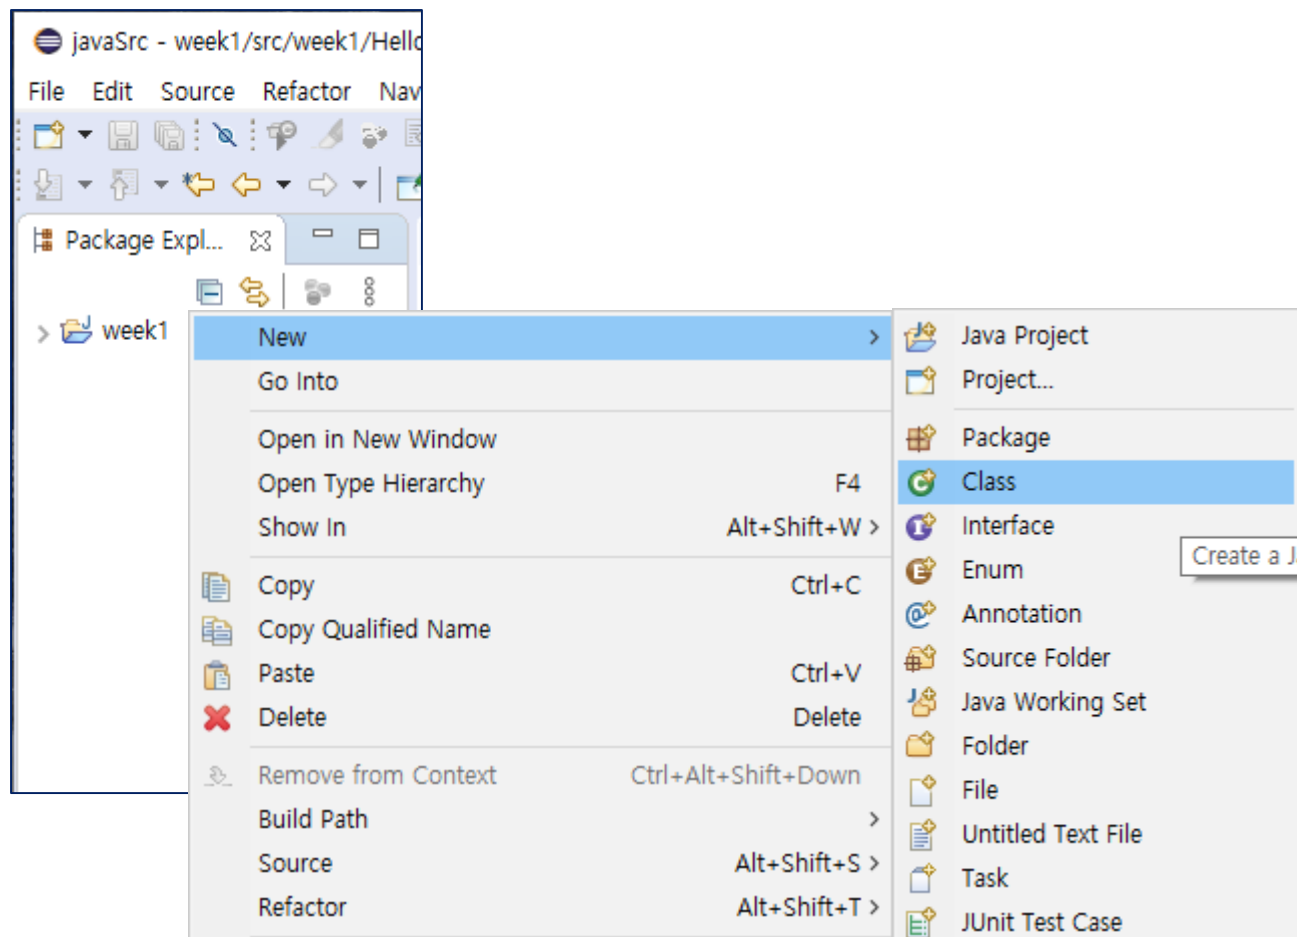 javaSrc - week1/src/week1/Hello
File Edit Source Refactor Nav
Package Expl...
week1
New
Go Into
Open in New Window
Open Type Hierarchy F4
Show In Alt+Shift+W >
Copy Ctrl+C
Copy Qualified Name
Paste Ctrl+V
Delete Delete
Remove from Context Ctrl+Alt+Shift+Down
Build Path
Source Alt+Shift+S >
Refactor Alt+Shift+T >
Java Project
Project...
Package
Class
Interface
Create a J
Enum
Annotation
Source Folder
Java Working Set
Folder
File
Untitled Text File
Task
JUnit Test Case